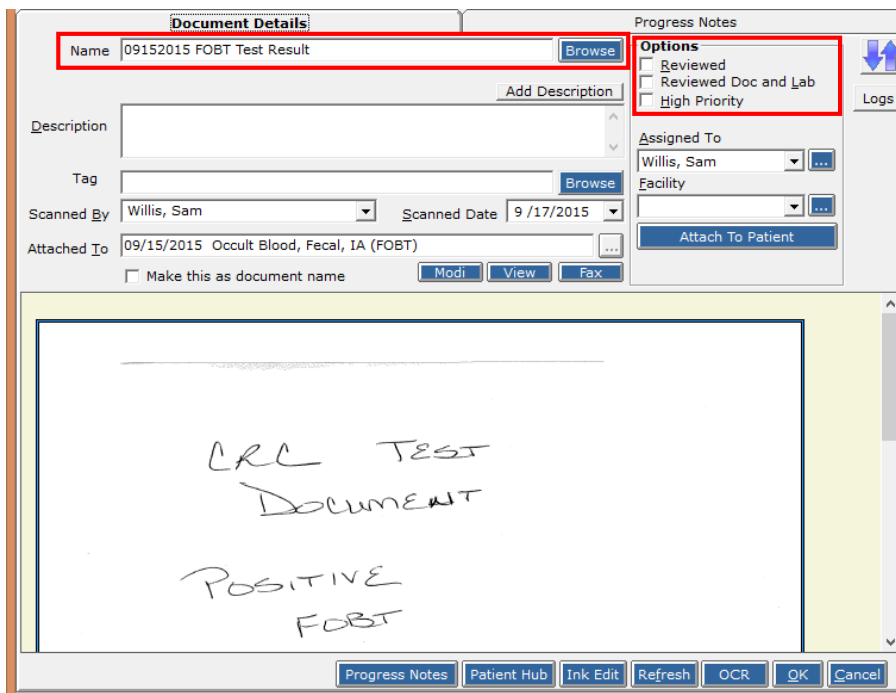 Document Details
Progress Notes
Name 09152015 FOBT Test Result Browse
Options
Reviewed
Reviewed Doc and Lab
High Priority
Logs
Add Description
Description
Assigned To
Willis, Sam ...
Tag Browse
Facility
...
Scanned By Willis, Sam Scanned Date 9 /17/2015
Attach To Patient
Attached To 09/15/2015 Occult Blood, Fecal, IA (FOBT) ...
Make this as document name Modi View Fax
CRC TEST
DOCUMENT
POSITIVE
FOBT
Progress Notes Patient Hub Ink Edit Refresh OCR OK Cancel